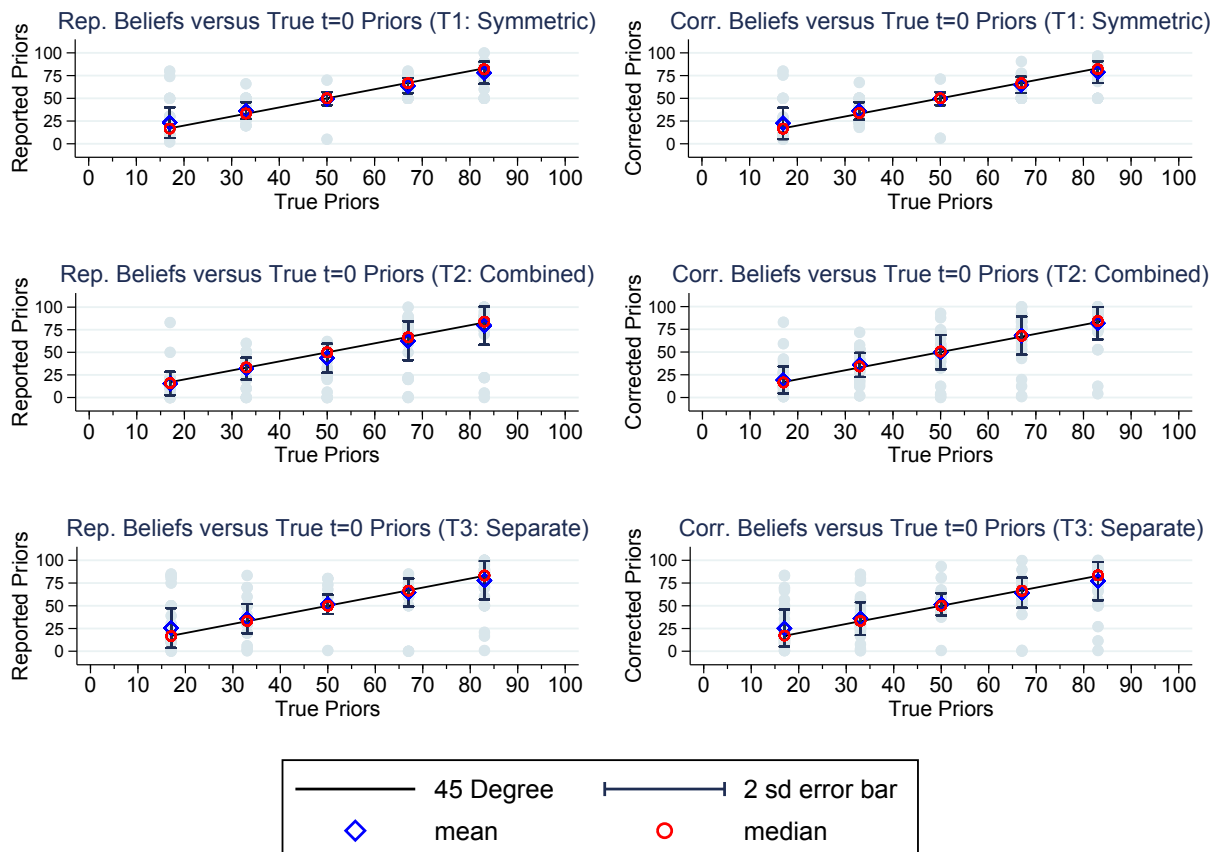 Rep. Beliefs versus True t=0 Priors (T1: Symmetric)
Reported Priors
100
75
50
25
0
0 10 20 30 40 50 60 70 80 90 100
True Priors
Corr. Beliefs versus True t=0 Priors (T1: Symmetric)
Corrected Priors
100
75
50
25
0
0 10 20 30 40 50 60 70 80 90 100
True Priors
Rep. Beliefs versus True t=0 Priors (T2: Combined)
Reported Priors
100
75
50
25
0
0 10 20 30 40 50 60 70 80 90 100
True Priors
Corr. Beliefs versus True t=0 Priors (T2: Combined)
Corrected Priors
100
75
50
25
0
0 10 20 30 40 50 60 70 80 90 100
True Priors
Rep. Beliefs versus True t=0 Priors (T3: Separate)
Reported Priors
100
75
50
25
0
0 10 20 30 40 50 60 70 80 90 100
True Priors
Corr. Beliefs versus True t=0 Priors (T3: Separate)
Corrected Priors
100
75
50
25
0
0 10 20 30 40 50 60 70 80 90 100
True Priors
45 Degree 2 sd error bar
mean median